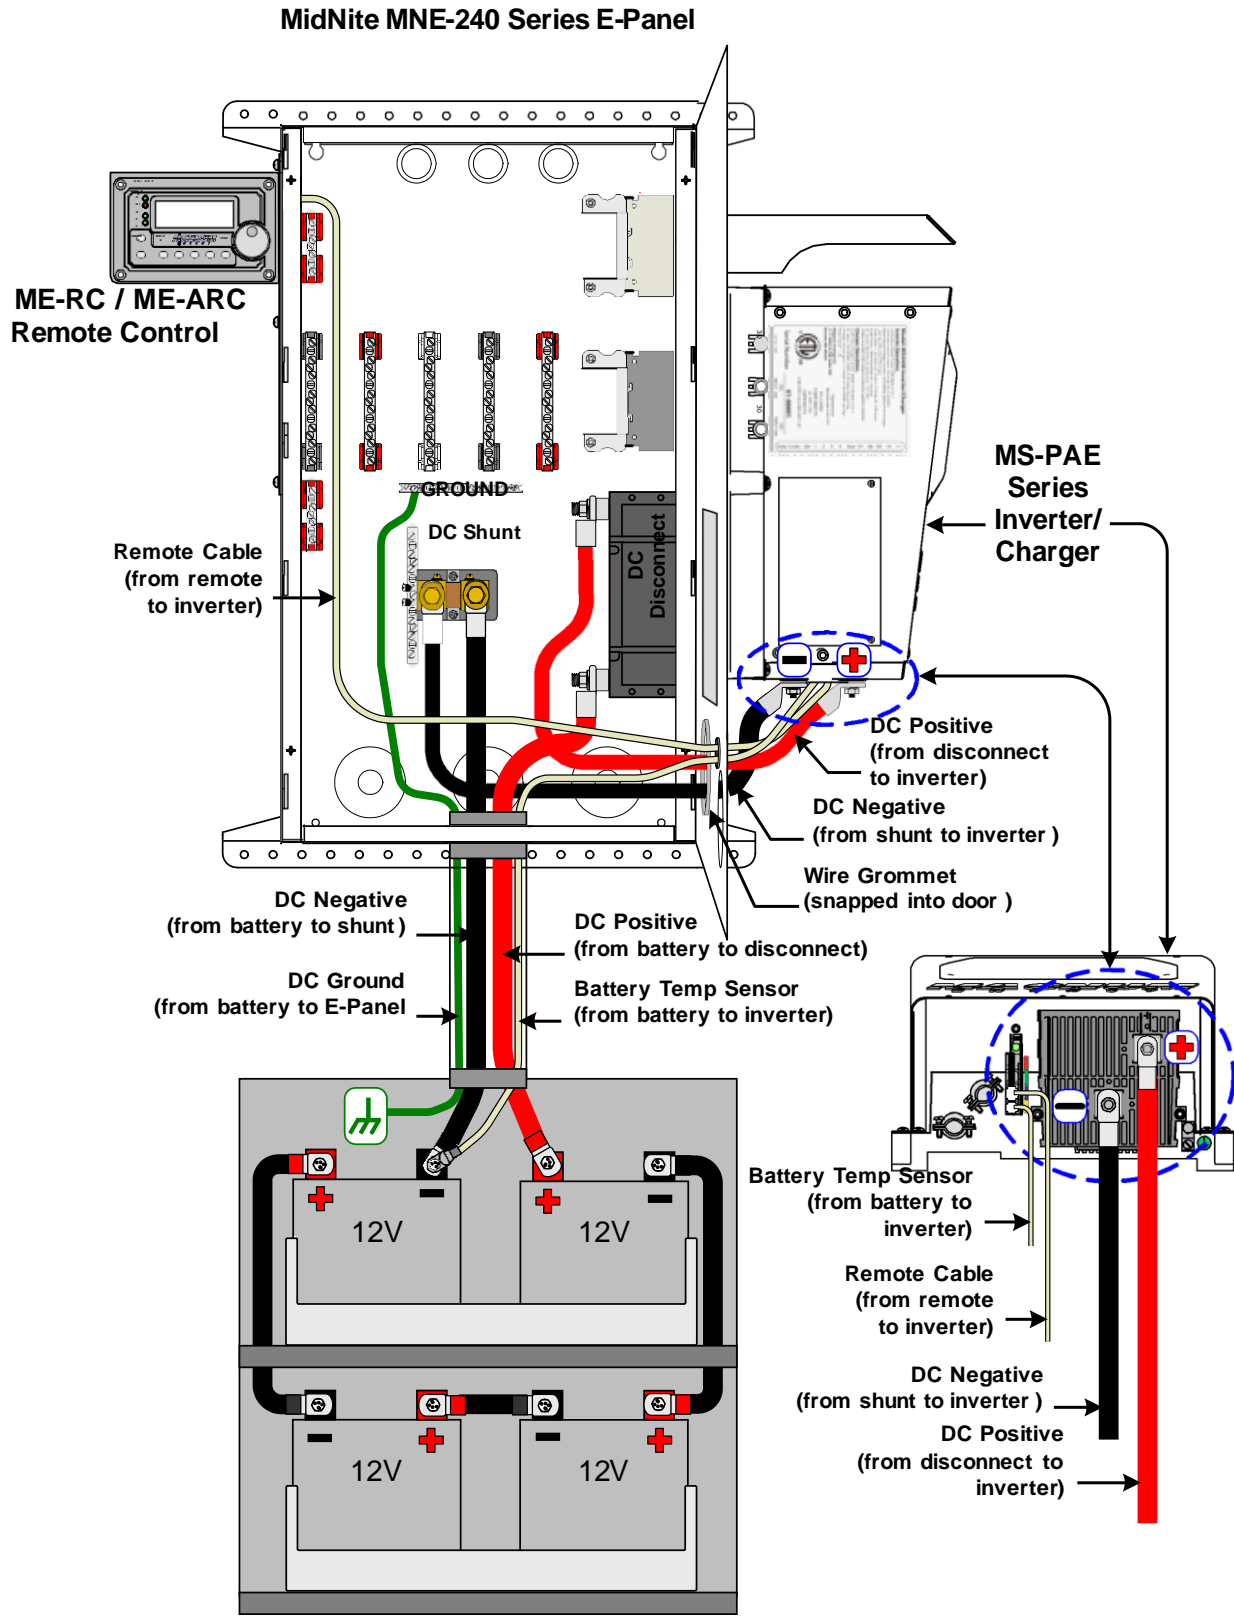 MidNite MNE-240 Series E-Panel
ME-RC / ME-ARC
Remote Control
GROUND
DC Shunt
DC
Disconnect
Remote Cable
(from remote
to inverter)
MS-PAE
Series
Inverter/
Charger
30
DC Positive
(from disconnect
to inverter)
DC Negative
(from shunt to inverter )
Wire Grommet
(snapped into door )
DC Negative
(from battery to shunt )
DC Positive
(from battery to disconnect)
DC Ground
(from battery to E-Panel
Battery Temp Sensor
(from battery to inverter)
12V
12V
12V
12V
Battery Temp Sensor
(from battery to
inverter)
Remote Cable
(from remote
to inverter)
DC Negative
(from shunt to inverter )
DC Positive
(from disconnect to
inverter)